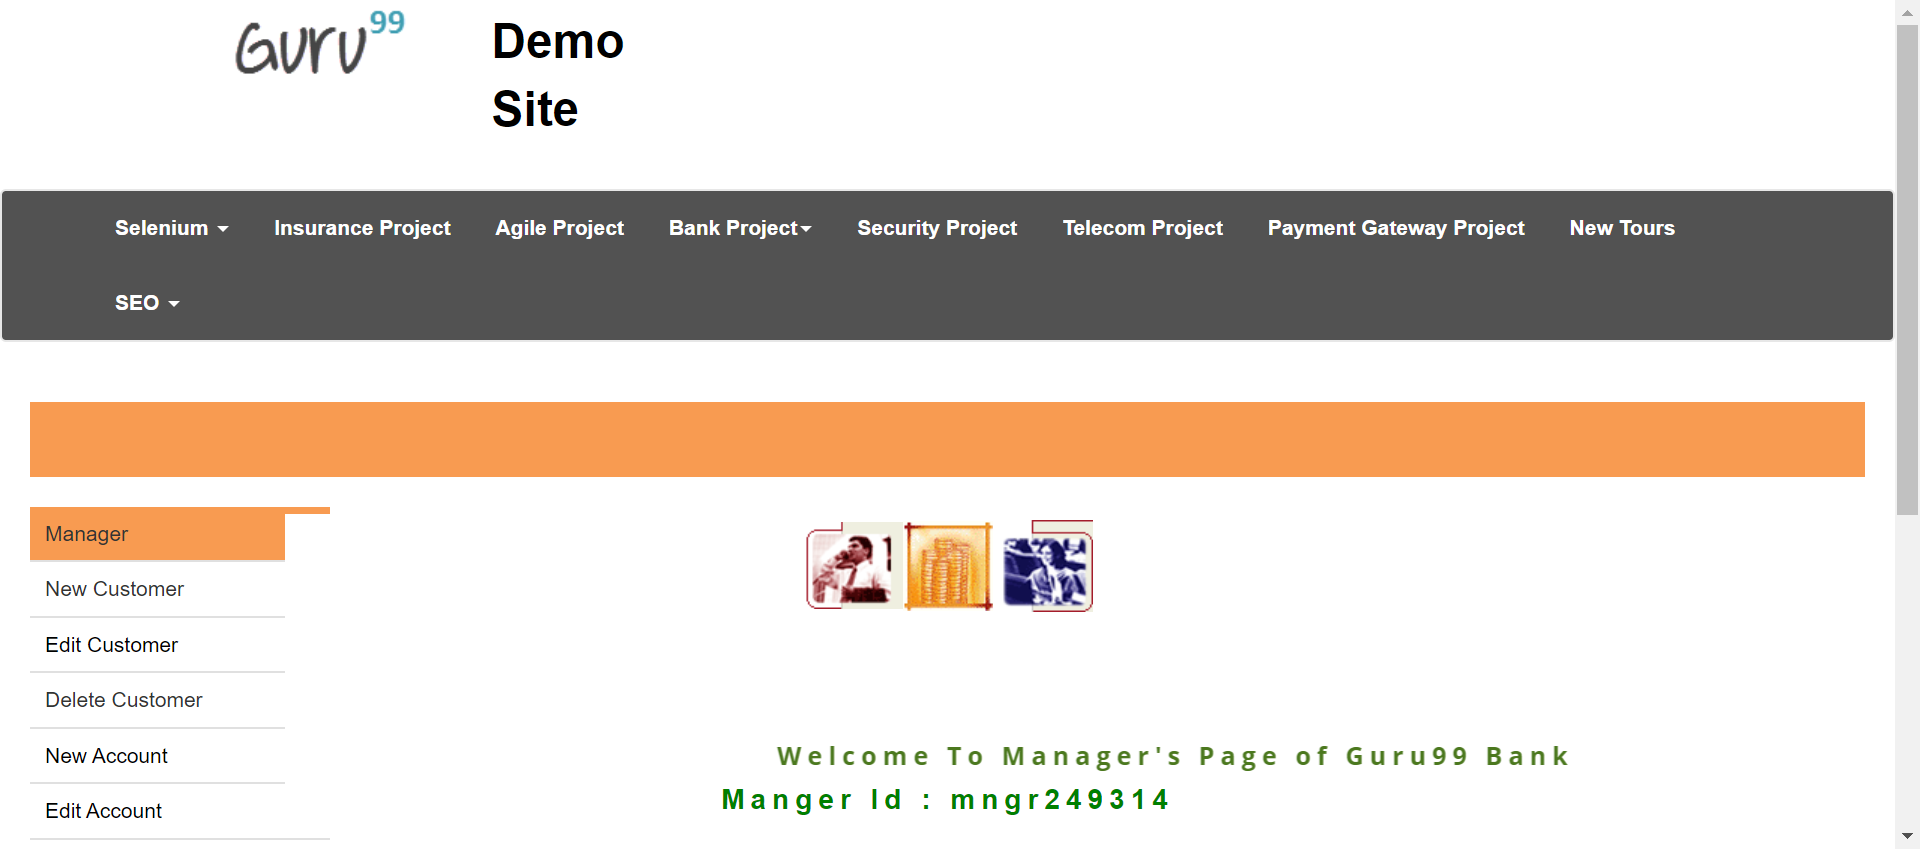 Guru99
Demo
Site
Selenium Insurance Project Agile Project Bank Project Security Project Telecom Project Payment Gateway Project New Tours
SEO
Manager
New Customer
Edit Customer
Delete Customer
New Account
Edit Account
Welcome To Manager's Page of Guru99 Bank
Manger Id : mngr249314